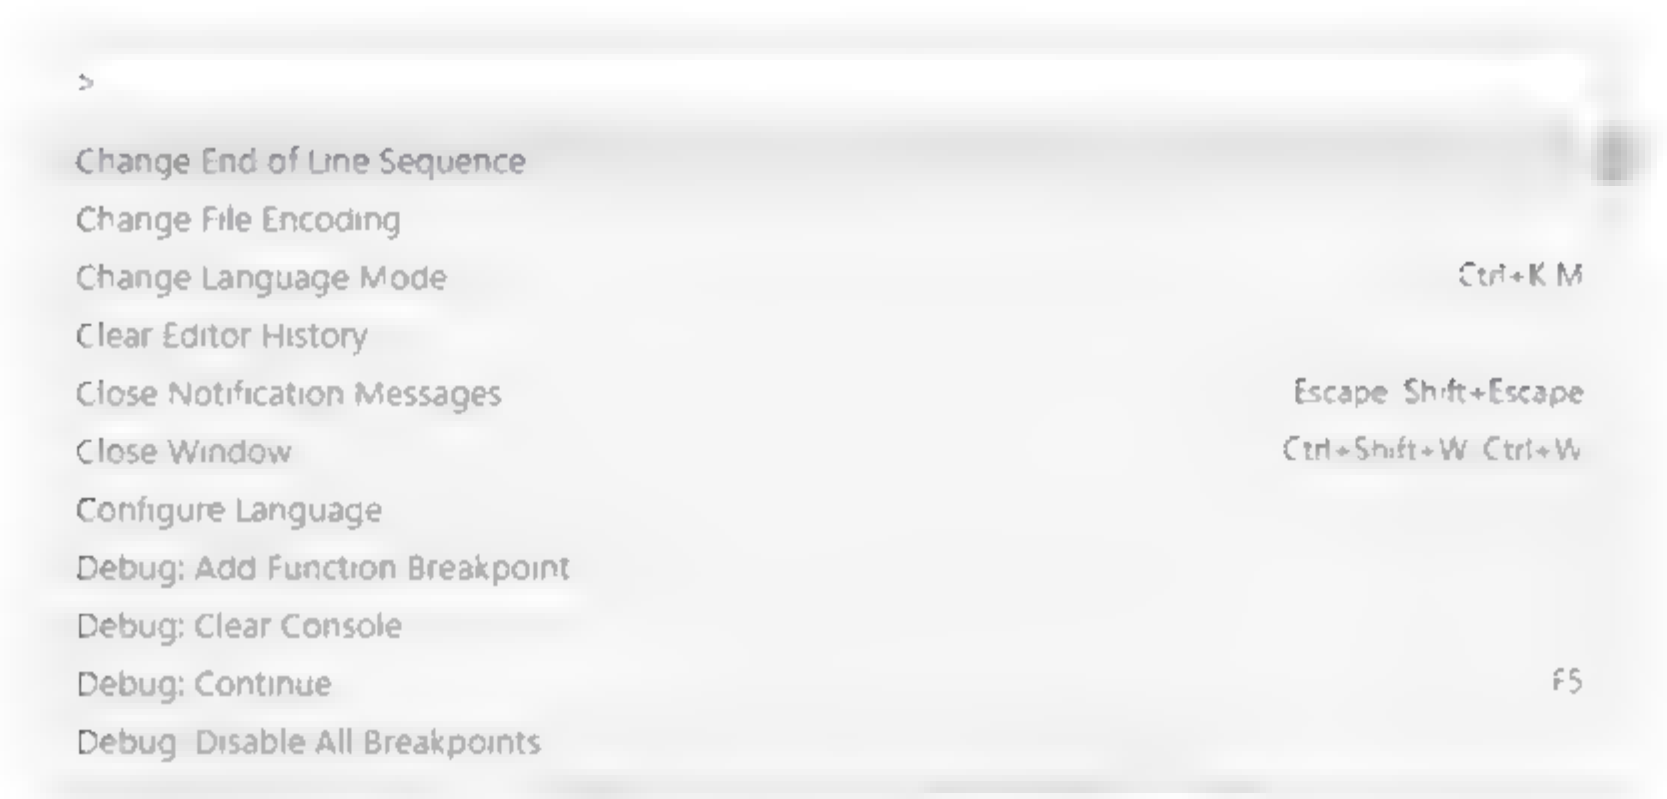 >
Change End of Line Sequence
Change File Encoding
Change Language Mode Ctrl+K M
Clear Editor History
Close Notification Messages Escape Shift+Escape
Close Window Ctrl+Shift+W Ctrl+W
Configure Language
Debug: Add Function Breakpoint
Debug: Clear Console
Debug: Continue F5
Debug: Disable All Breakpoints